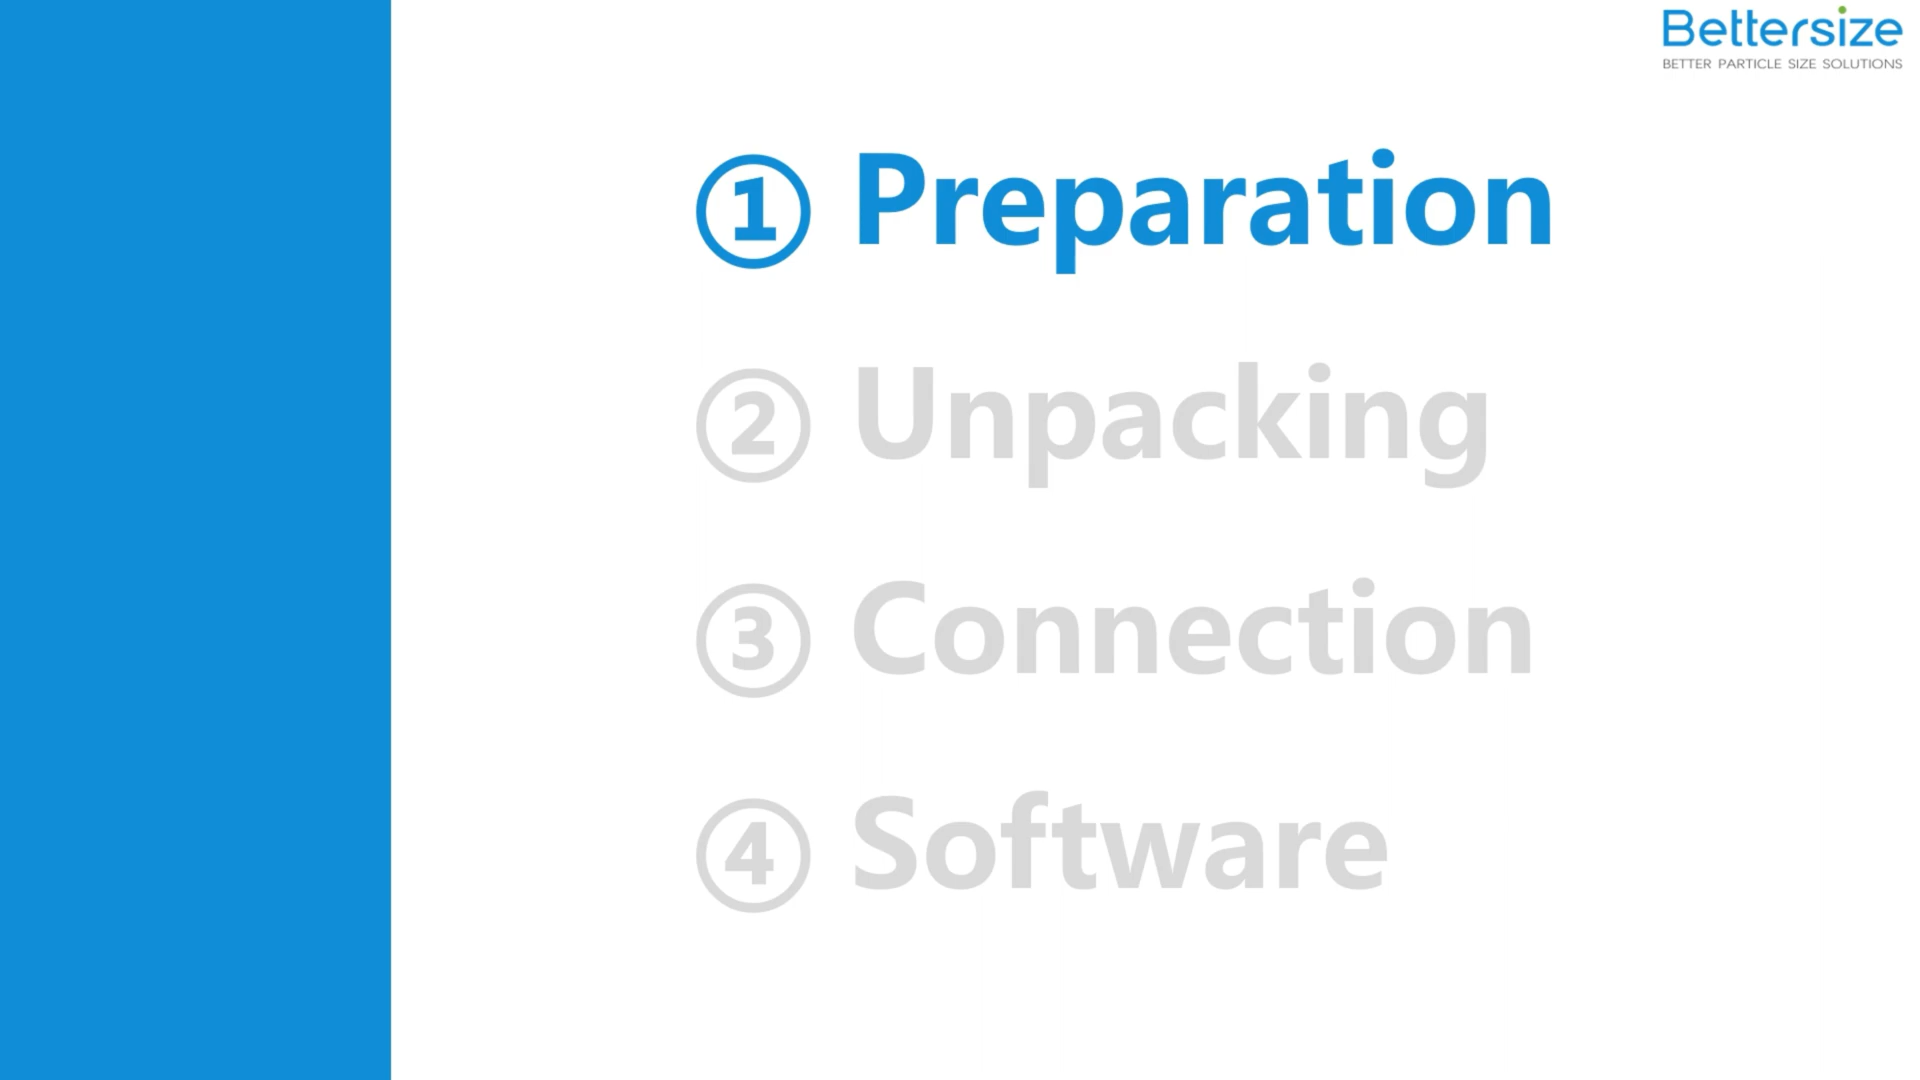 Bettersize
BETTER PARTICLE SIZE SOLUTIONS
① Preparation
② Unpacking
③ Connection
④ Software